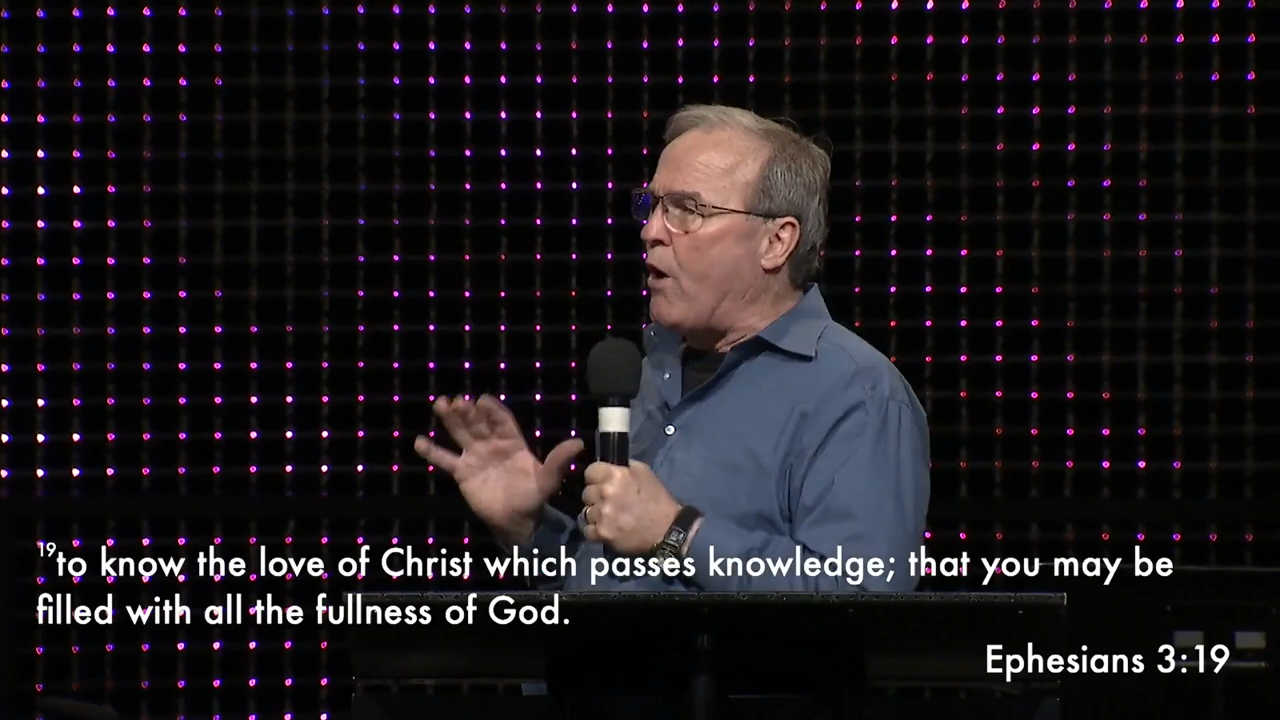 19to know the love of Christ which passes knowledge; that you may be
filled with all the fullness of God.
Ephesians 3:19